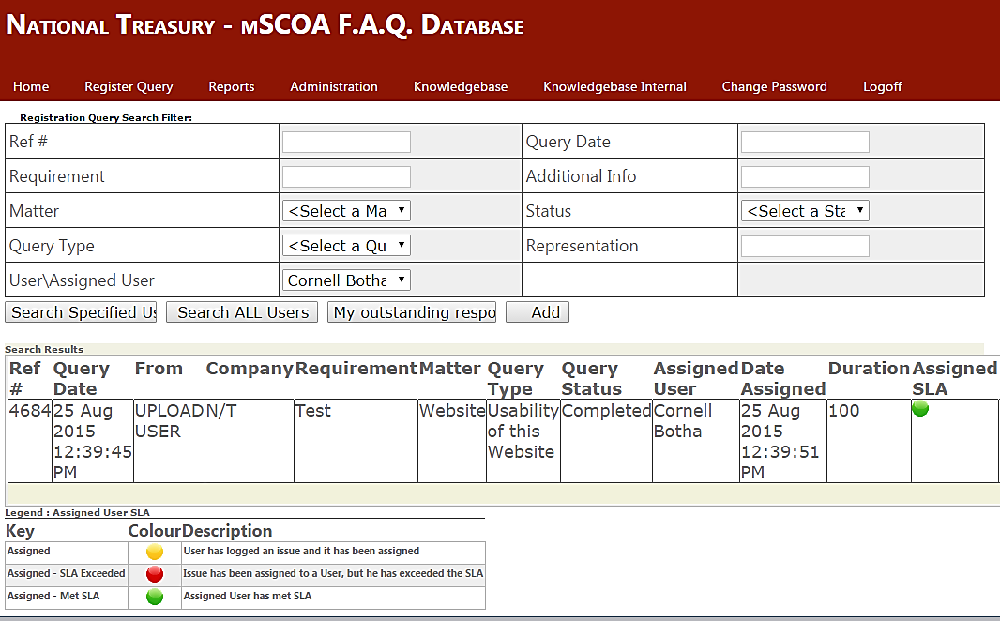 National Treasury - mSCOA F.A.Q. Database
Home Register Query Reports Administration Knowledgebase Knowledgebase Internal Change Password Logoff
Registration Query Search Filter:
Ref # Query Date
Requirement Additional Info
Matter <Select a Ma Status <Select a Sta
Query Type <Select a Qu Representation
User\Assigned User Cornell Botha
Search Specified Us Search ALL Users My outstanding respo Add
Search Results
Ref Query From Company Requirement Matter Query Query Assigned Date Duration Assigned
# Date Type Status User Assigned SLA
4684 25 Aug UPLOAD N/T Test Website Usability Completed Cornell 25 Aug 100
2015 USER of this Botha 2015
12:39:45 Website 12:39:51
PM PM
Legend : Assigned User SLA
Key Colour Description
Assigned User has logged an issue and it has been assigned
Assigned - SLA Exceeded Issue has been assigned to a User, but he has exceeded the SLA
Assigned - Met SLA Assigned User has met SLA